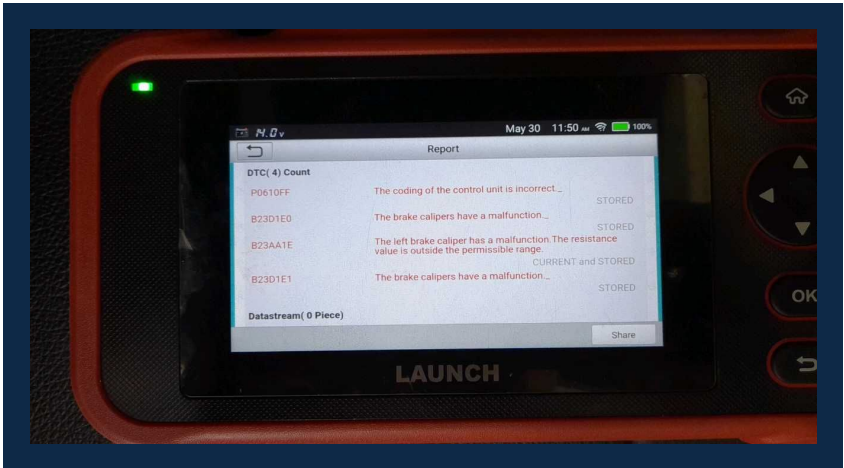 14.0v May 30 11:50 AM 100%
Report
DTC( 4) Count
P0610FF The coding of the control unit is incorrect._
STORED
B23D1E0 The brake calipers have a malfunction._
STORED
B23AA1E The left brake caliper has a malfunction.The resistance
value is outside the permissible range.
CURRENT and STORED
B23D1E1 The brake calipers have a malfunction._
STORED
Datastream( 0 Piece)
Share
LAUNCH
OK